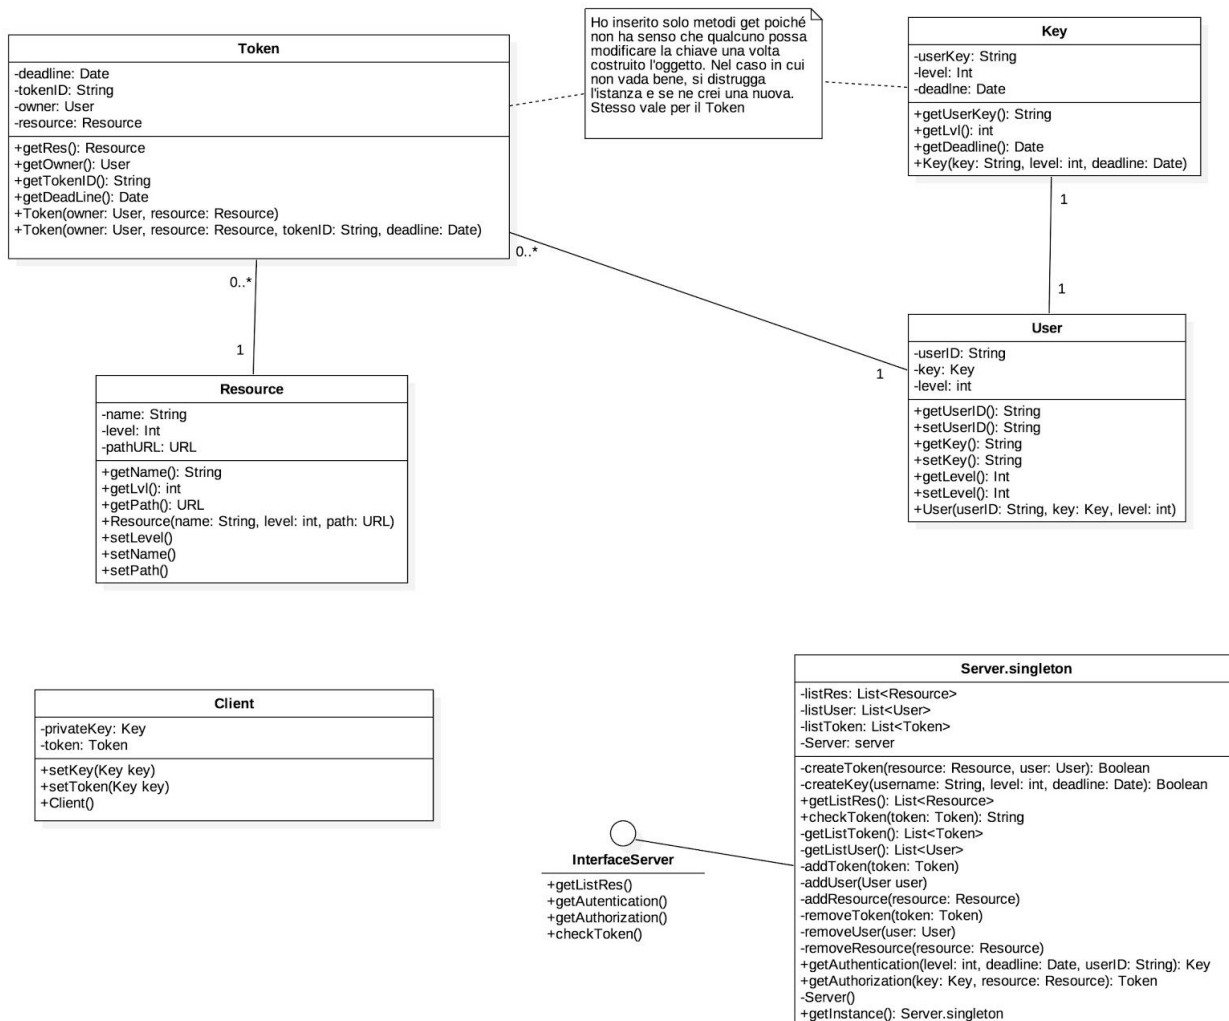 Token
-deadline: Date
-tokenID: String
-owner: User
-resource: Resource
+getRes(): Resource
+getOwner(): User
+getTokenID(): String
+getDeadLine(): Date
+Token(owner: User, resource: Resource)
+Token(owner: User, resource: Resource, tokenID: String, deadline: Date)
Ho inserito solo metodi get poiché
non ha senso che qualcuno possa
modificare la chiave una volta
costruito l'oggetto. Nel caso in cui
non vada bene, si distrugga
l'istanza e se ne crei una nuova.
Stesso vale per il Token
Key
-userKey: String
-level: Int
-deadlne: Date
+getUserKey(): String
+getLvl(): int
+getDeadline(): Date
+Key(key: String, level: int, deadline: Date)
1
1
0..*
1
0..*
1
User
-userID: String
-key: Key
-level: int
+getUserID(): String
+setUserID(): String
+getKey(): String
+setKey(): String
+getLevel(): Int
+setLevel(): Int
+User(userID: String, key: Key, level: int)
Resource
-name: String
-level: Int
-pathURL: URL
+getName(): String
+getLvl(): int
+getPath(): URL
+Resource(name: String, level: int, path: URL)
+setLevel()
+setName()
+setPath()
Client
-privateKey: Key
-token: Token
+setKey(Key key)
+setToken(Key key)
+Client()
InterfaceServer
+getListRes()
+getAutentication()
+getAuthorization()
+checkToken()
Server.singleton
-listRes: List<Resource>
-listUser: List<User>
-listToken: List<Token>
-Server: server
-createToken(resource: Resource, user: User): Boolean
-createKey(username: String, level: int, deadline: Date): Boolean
+getListRes(): List<Resource>
+checkToken(token: Token): String
-getListToken(): List<Token>
-getListUser(): List<User>
-addToken(token: Token)
-addUser(User user)
-addResource(resource: Resource)
-removeToken(token: Token)
-removeUser(user: User)
-removeResource(resource: Resource)
+getAuthentication(level: int, deadline: Date, userID: String): Key
+getAuthorization(key: Key, resource: Resource): Token
-Server()
+getInstance(): Server.singleton